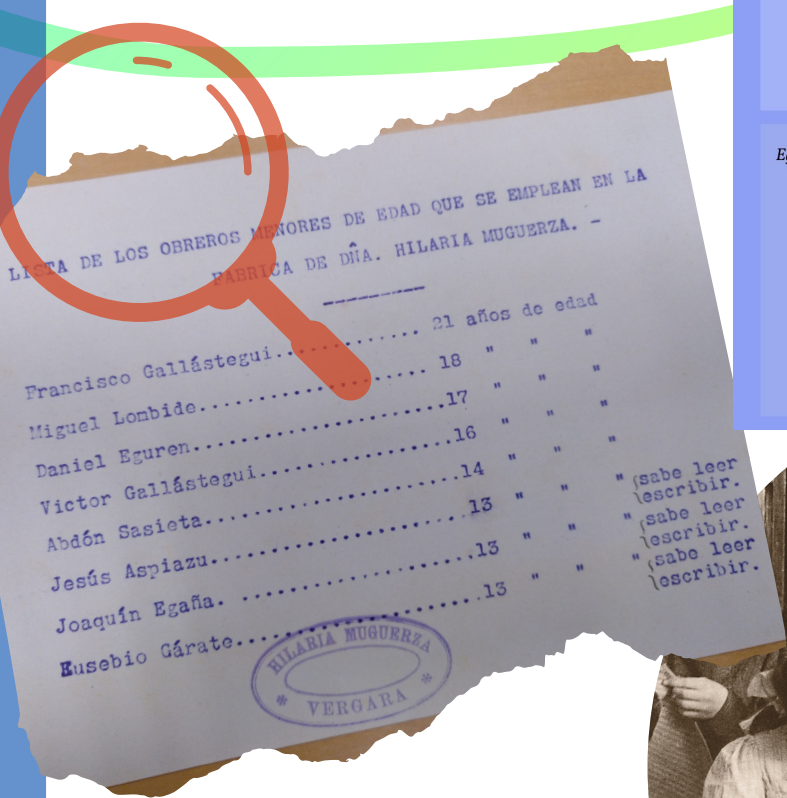 LISTA DE LOS OBREROS MENORES DE EDAD QUE SE EMPLEAN EN LA
FABRICA DE DÑA. HILARIA MUGUERZA. -
---------
Francisco Gallástegui.............. 21 años de edad
Miguel Lombide...................... 18 " " "
Daniel Eguren.........................17 " " "
Victor Gallástegui...................16 " " "
Abdón Sasieta........................14 " " "
Jesús Aspiazu........................13 " " " (sabe leer
escribir.
Joaquín Egaña. .....................13 " " " (sabe leer
escribir.
Eusebio Gárate.......................13 " " " (sabe leer
escribir.
HILARIA MUGUERZA
* VERGARA *